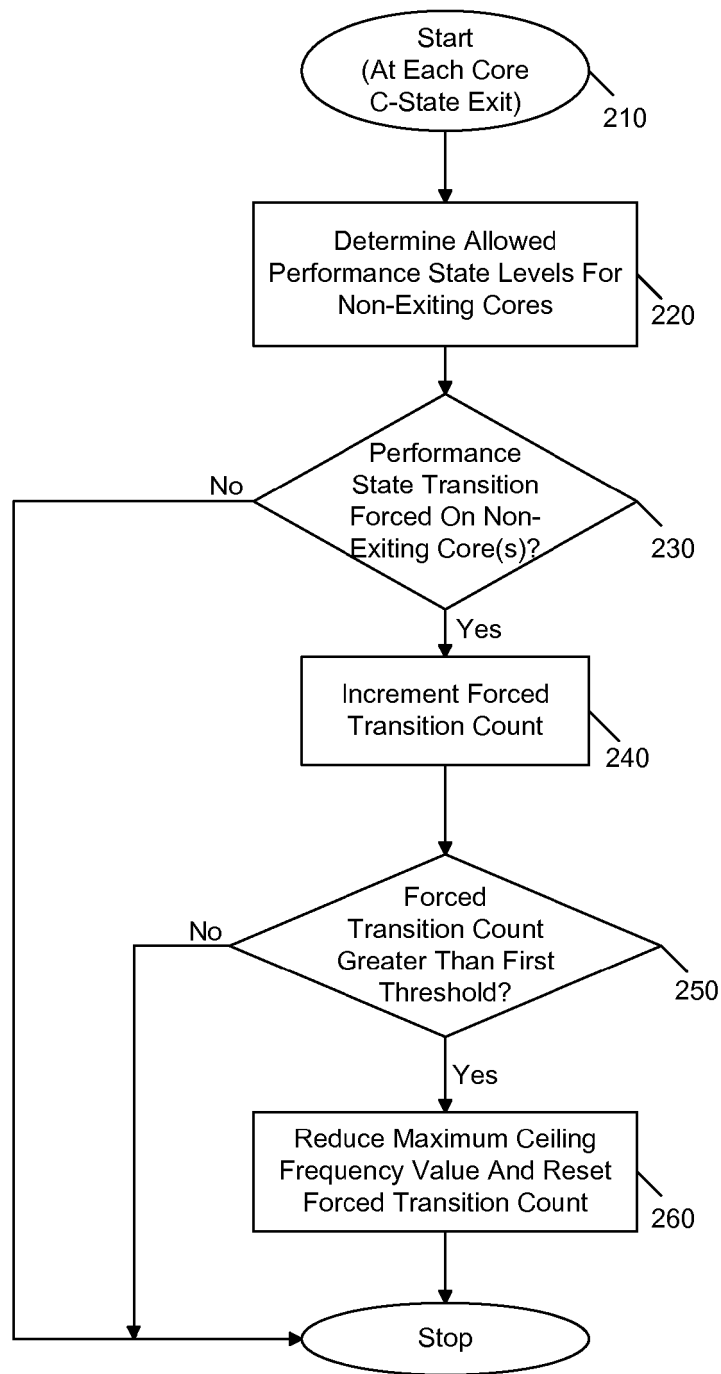 Start
(At Each Core
C-State Exit)
210
Determine Allowed
Performance State Levels For
Non-Exiting Cores
220
Performance
State Transition
Forced On Non-
Exiting Core(s)?
No
230
Yes
Increment Forced
Transition Count
240
Forced
Transition Count
Greater Than First
Threshold?
No
250
Yes
Reduce Maximum Ceiling
Frequency Value And Reset
Forced Transition Count
260
Stop